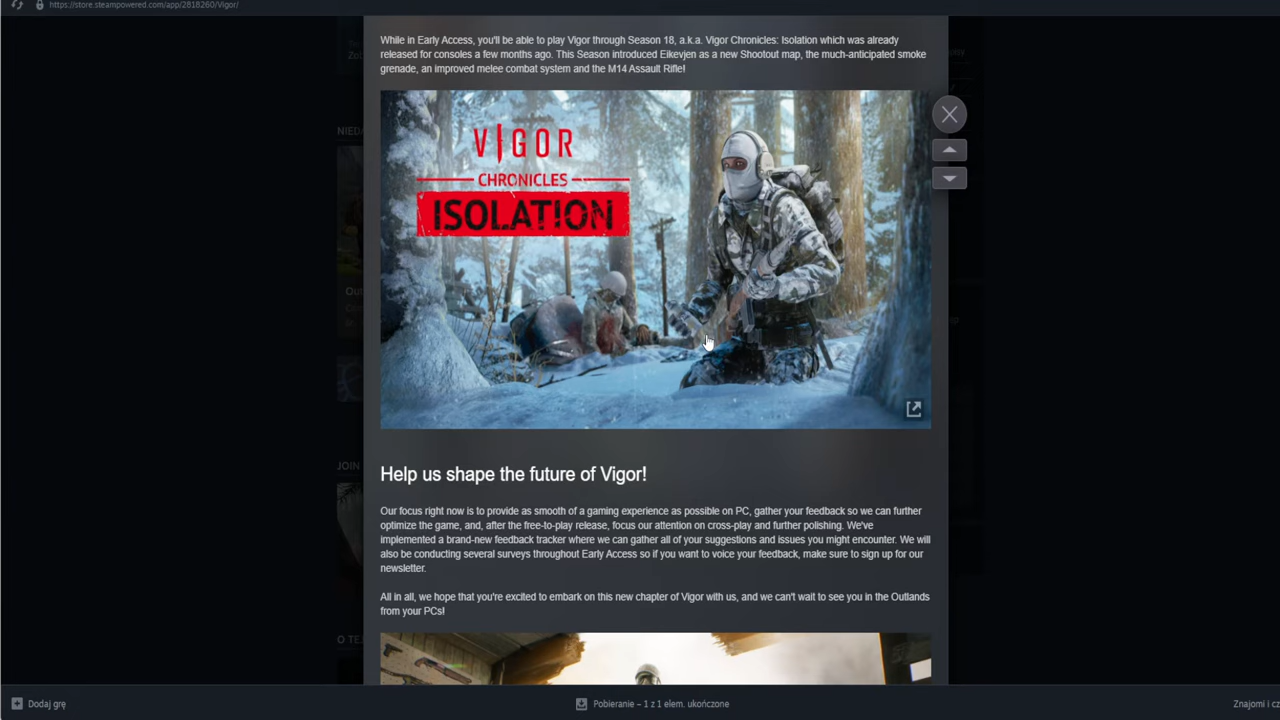 https://store.steampowered.com/app/2818260/Vigor/
While in Early Access, you'll be able to play Vigor through Season 18, a.k.a. Vigor Chronicles: Isolation which was already
released for consoles a few months ago. This Season introduced Eikevjen as a new Shootout map, the much-anticipated smoke
grenade, an improved melee combat system and the M14 Assault Rifle!
NIEDA
VIGOR
CHRONICLES
ISOLATION
Help us shape the future of Vigor!
JOIN
Our focus right now is to provide as smooth of a gaming experience as possible on PC, gather your feedback so we can further
optimize the game, and, after the free-to-play release, focus our attention on cross-play and further polishing. We've
implemented a brand-new feedback tracker where we can gather all of your suggestions and issues you might encounter. We will
also be conducting several surveys throughout Early Access so if you want to voice your feedback, make sure to sign up for our
newsletter.
All in all, we hope that you're excited to embark on this new chapter of Vigor with us, and we can't wait to see you in the Outlands
from your PCs!
O TEJ
Dodaj grę
Pobieranie – 1 z 1 elem. ukończone
Znajomi i cz